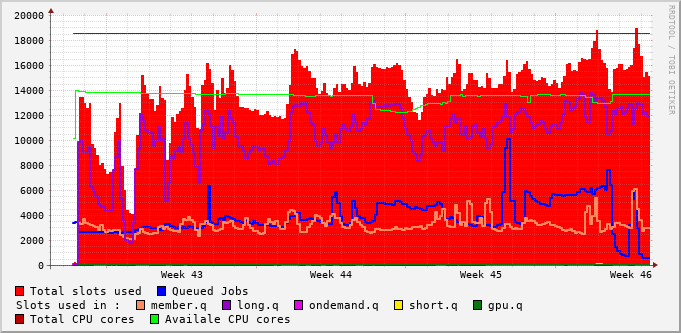 RRDTOOL / TOBI OETIKER
20000
18000
16000
14000
12000
10000
8000
6000
4000
2000
0
Week 43 Week 44 Week 45 Week 46
Total slots used Queued Jobs
Slots used in : member.q long.q ondemand.q short.q gpu.q
Total CPU cores Availale CPU cores